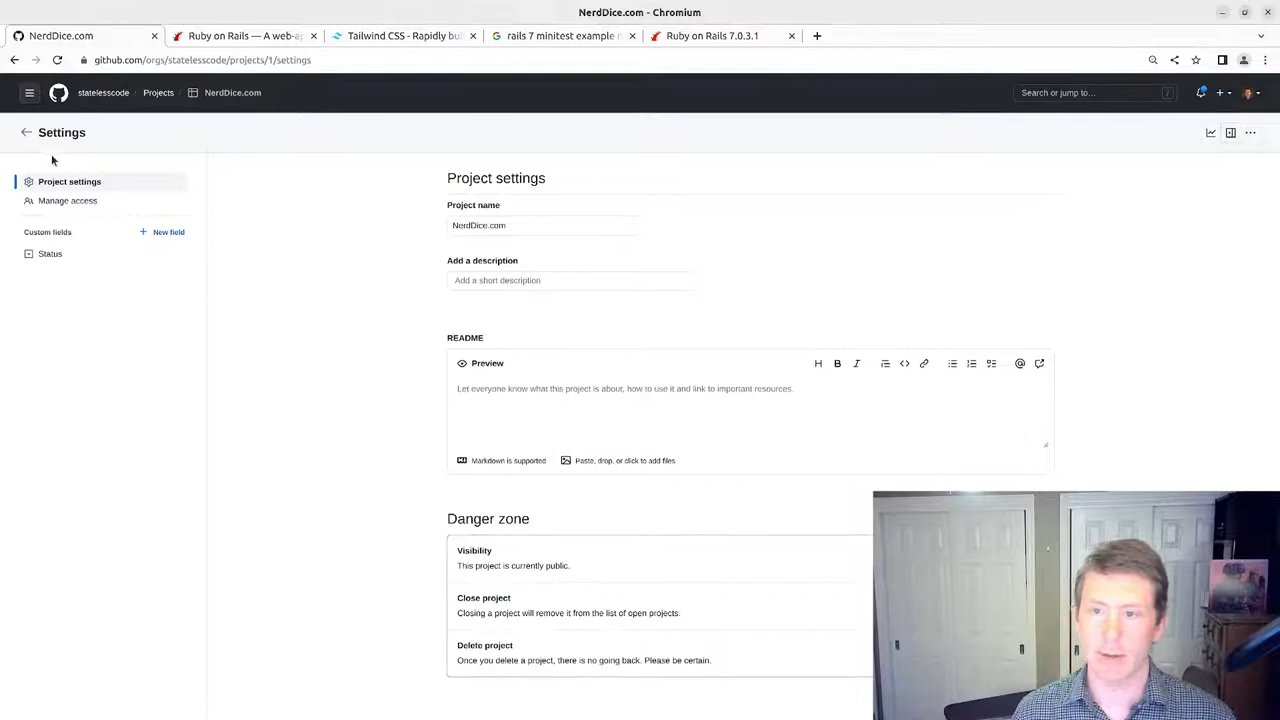 NerdDice.com - Chromium
NerdDice.com
Ruby on Rails — A web-ap
Tailwind CSS - Rapidly bui
rails 7 minitest example r
Ruby on Rails 7.0.3.1
github.com/orgs/statelesscode/projects/1/settings
statelesscode
Projects
NerdDice.com
Search or jump to...
/
Settings
Project settings
Manage access
Custom fields
New field
Status
Project settings
Project name
NerdDice.com
Add a description
Add a short description
README
Preview
Let everyone know what this project is about, how to use it and link to important resources.
Markdown is supported
Paste, drop, or click to add files
Danger zone
Visibility
This project is currently public.
Close project
Closing a project will remove it from the list of open projects.
Delete project
Once you delete a project, there is no going back. Please be certain.